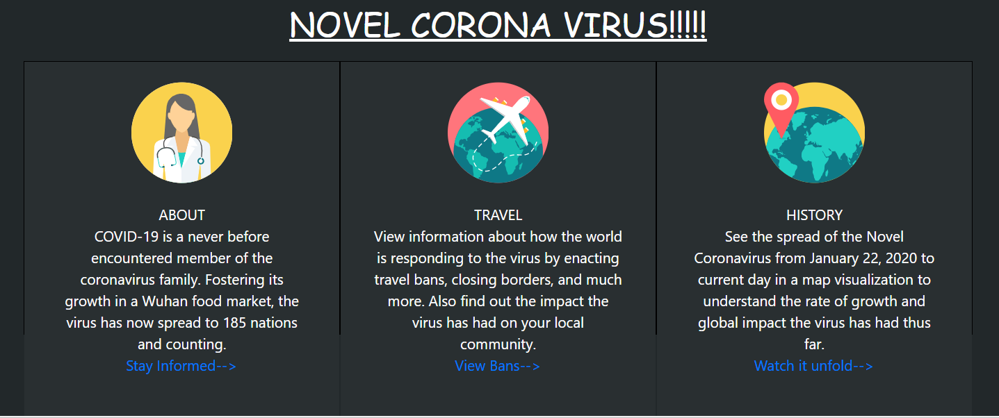 NOVEL CORONA VIRUS!!!!!
ABOUT
COVID-19 is a never before
encountered member of the
coronavirus family. Fostering its
growth in a Wuhan food market, the
virus has now spread to 185 nations
and counting.
Stay Informed-->
TRAVEL
View information about how the world
is responding to the virus by enacting
travel bans, closing borders, and much
more. Also find out the impact the
virus has had on your local
community.
View Bans-->
HISTORY
See the spread of the Novel
Coronavirus from January 22, 2020 to
current day in a map visualization to
understand the rate of growth and
global impact the virus has had thus
far.
Watch it unfold-->